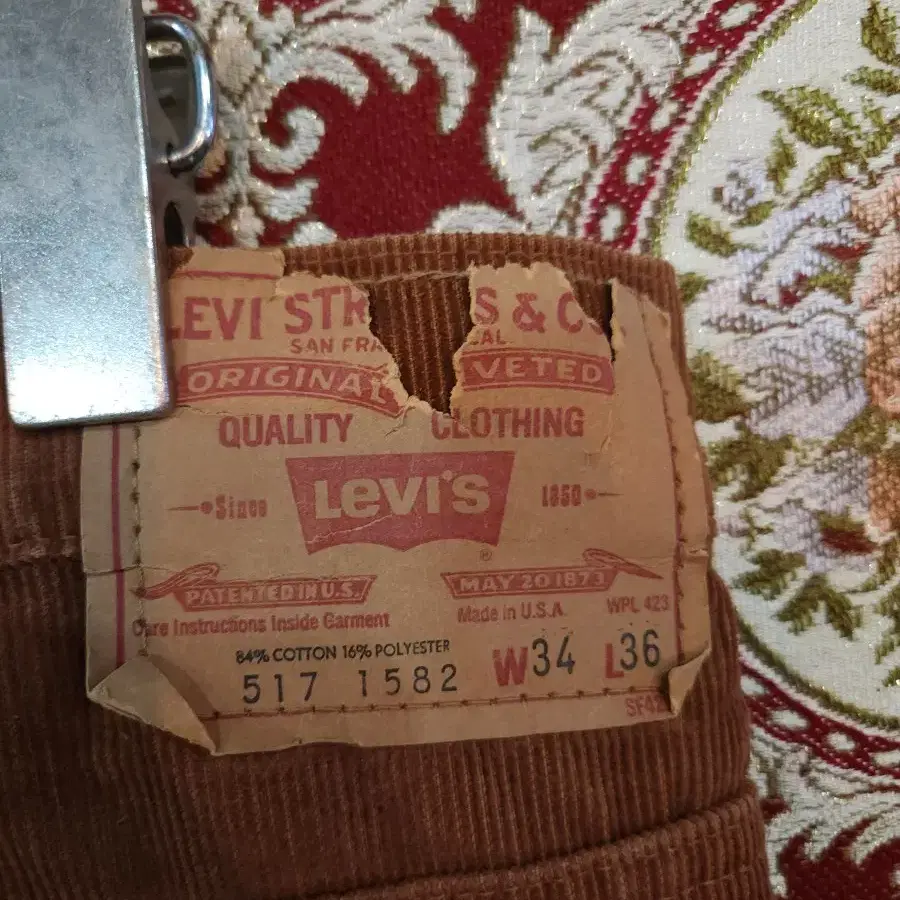 LEVI STR S & CO
SAN FRA AL
ORIGINAL VETED
QUALITY CLOTHING
Since Levi's 1850
®
PATENTED IN U.S. MAY 20 1873
Care Instructions Inside Garment Made in U.S.A. WPL 423
84% COTTON 16% POLYESTER
517 1582 W34 L36
SF42